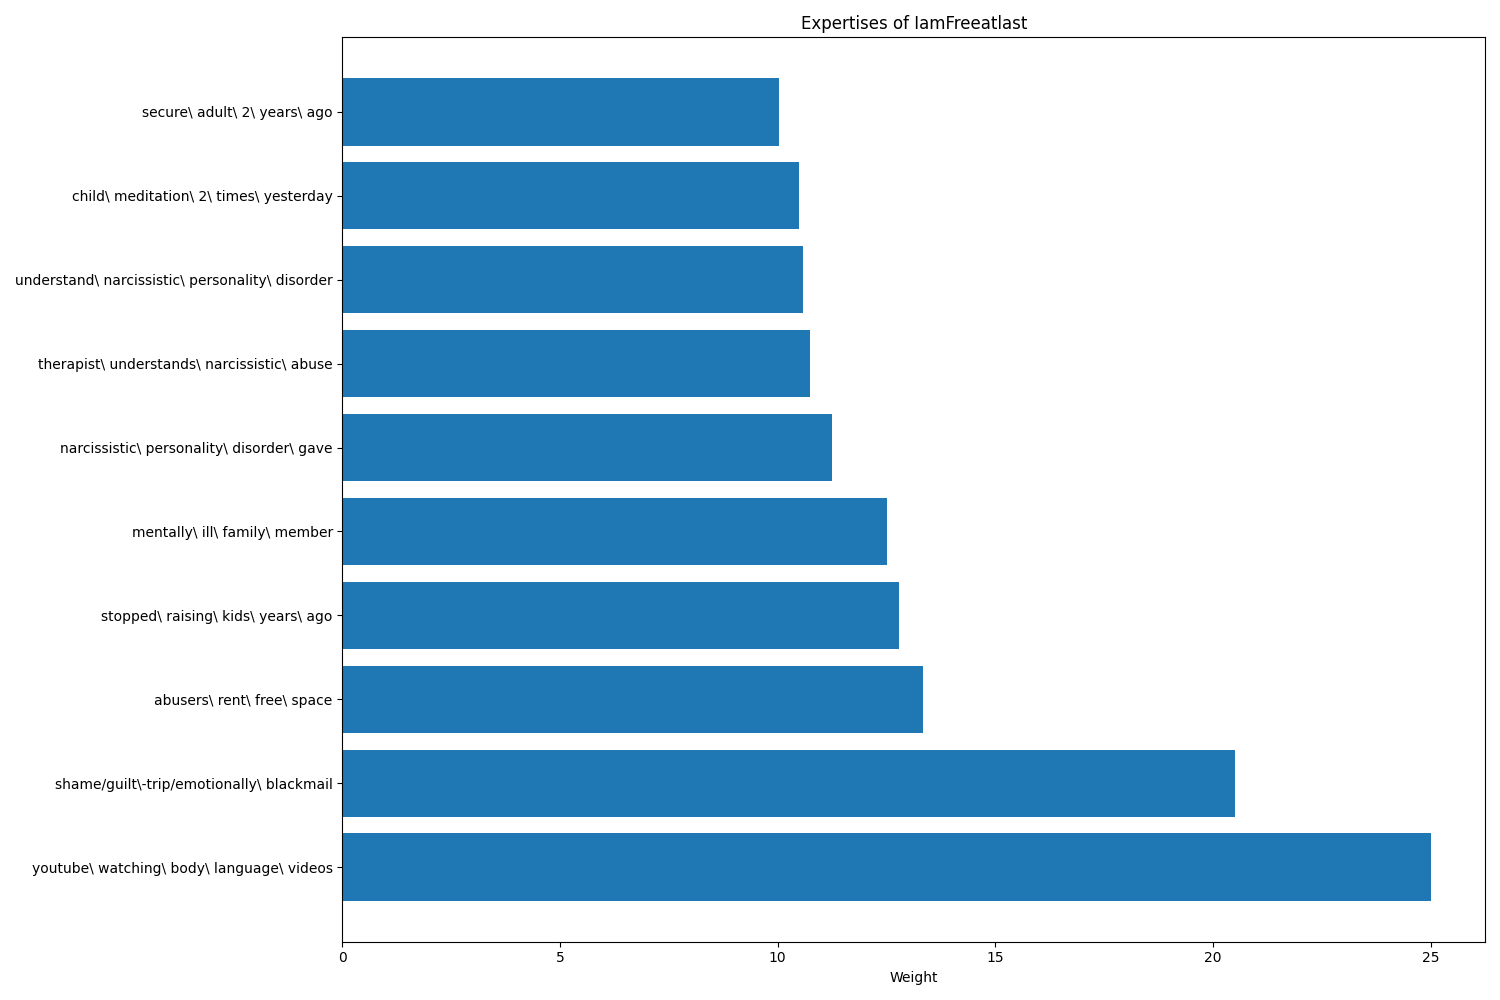 Expertises of IamFreeatlast
secure\ adult\ 2\ years\ ago
child\ meditation\ 2\ times\ yesterday
understand\ narcissistic\ personality\ disorder
therapist\ understands\ narcissistic\ abuse
narcissistic\ personality\ disorder\ gave
mentally\ ill\ family\ member
stopped\ raising\ kids\ years\ ago
abusers\ rent\ free\ space
shame/guilt\-trip/emotionally\ blackmail
youtube\ watching\ body\ language\ videos
0 5 10 15 20 25
Weight